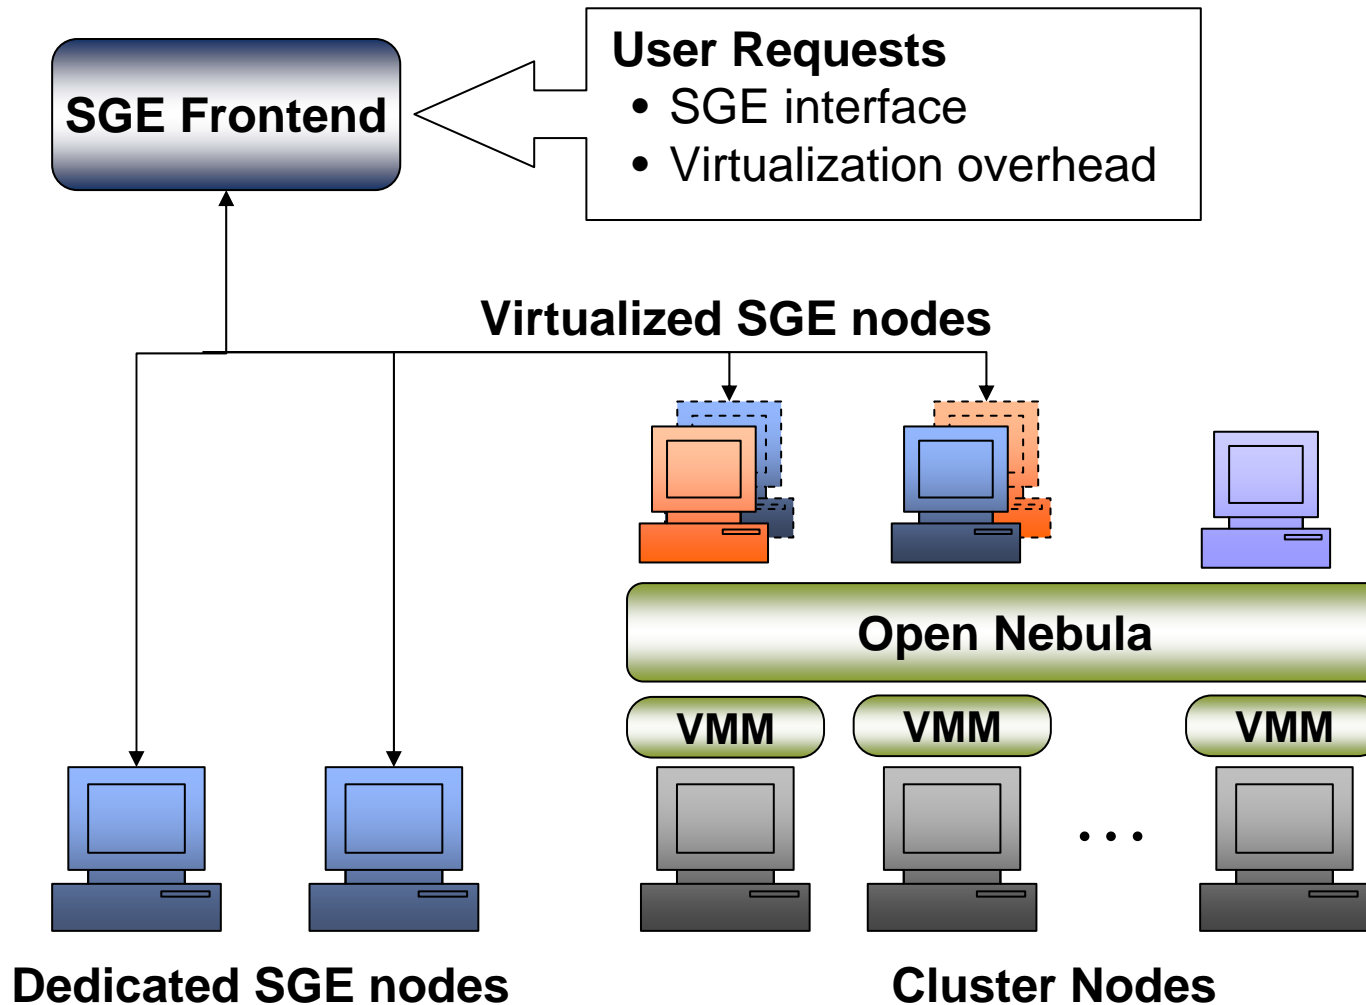 User Requests
• SGE interface
• Virtualization overhead
SGE Frontend
Virtualized SGE nodes
Open Nebula
VMM
VMM
VMM
...
Dedicated SGE nodes
Cluster Nodes